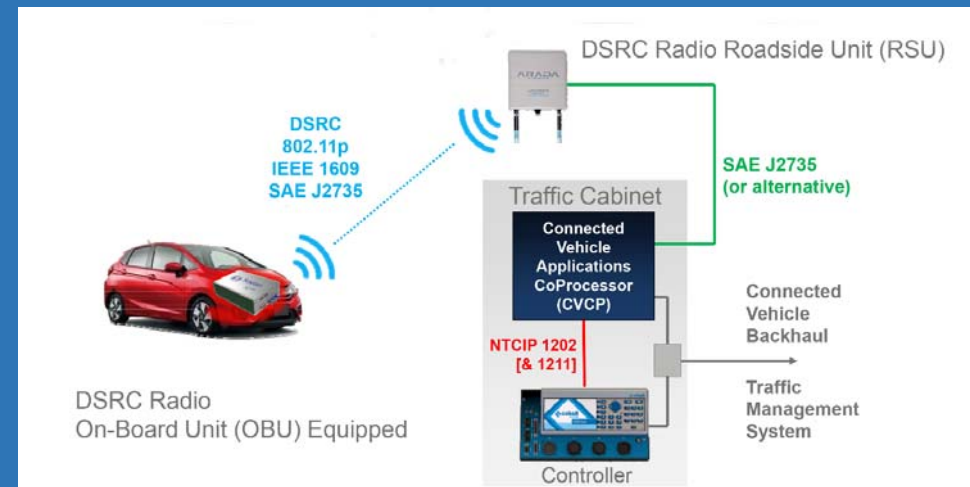 DSRC Radio Roadside Unit (RSU)
ARADA
DSRC
802.11p
IEEE 1609
SAE J2735
SAE J2735
(or alternative)
Traffic Cabinet
Connected
Vehicle
Applications
CoProcessor
(CVCP)
NTCIP 1202
[& 1211]
Connected
Vehicle
Backhaul
Traffic
Management
System
DSRC Radio
On-Board Unit (OBU) Equipped
cobalt
Controller